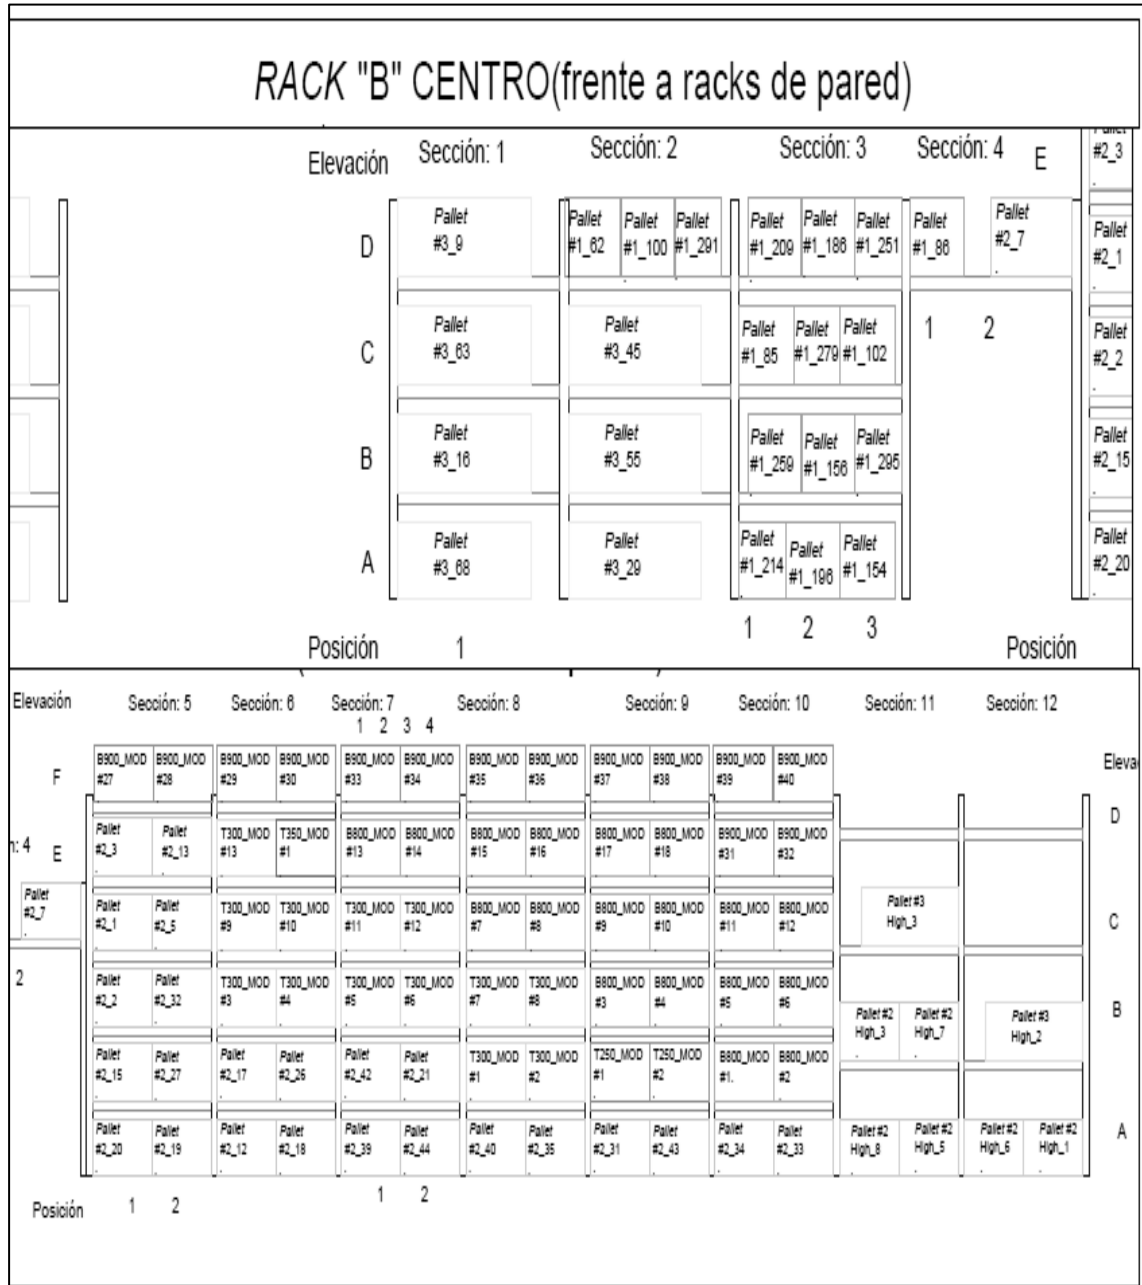 RACK "B" CENTRO(frente a racks de pared)
Elevación Sección: 1 Sección: 2 Sección: 3 Sección: 4 E
Pallet
#2_3
D
Pallet #3_9
Pallet #1_62
Pallet #1_100
Pallet #1_291
Pallet #1_209
Pallet #1_186
Pallet #1_251
Pallet #1_86
Pallet #2_7
Pallet #2_1
1 2
C
Pallet #3_63
Pallet #3_45
Pallet #1_85
Pallet #1_279
Pallet #1_102
Pallet #2_2
B
Pallet #3_16
Pallet #3_55
Pallet #1_259
Pallet #1_156
Pallet #1_295
Pallet #2_15
A
Pallet #3_68
Pallet #3_29
Pallet #1_214
Pallet #1_196
Pallet #1_154
Pallet #2_20
1 2 3
Posición 1 Posición
Elevación Sección: 5 Sección: 6 Sección: 7 Sección: 8 Sección: 9 Sección: 10 Sección: 11 Sección: 12
1 2 3 4
F
B900_MOD #27
B900_MOD #28
B900_MOD #29
B900_MOD #30
B900_MOD #33
B900_MOD #34
B900_MOD #35
B900_MOD #36
B900_MOD #37
B900_MOD #38
B900_MOD #39
B900_MOD #40
Eleva
D
n: 4 E
Pallet #2_3
Pallet #2_13
T300_MOD #13
T350_MOD #1
B800_MOD #13
B800_MOD #14
B800_MOD #15
B800_MOD #16
B800_MOD #17
B800_MOD #18
B900_MOD #31
B900_MOD #32
Pallet #2_7
Pallet #2_1
Pallet #2_5
T300_MOD #9
T300_MOD #10
T300_MOD #11
T300_MOD #12
B800_MOD #7
B800_MOD #8
B800_MOD #9
B800_MOD #10
B800_MOD #11
B800_MOD #12
Pallet #3 High_3
C
2
Pallet #2_2
Pallet #2_32
T300_MOD #3
T300_MOD #4
T300_MOD #5
T300_MOD #6
T300_MOD #7
T300_MOD #8
B800_MOD #3
B800_MOD #4
B800_MOD #5
B800_MOD #6
Pallet #2 High_3
Pallet #2 High_7
Pallet #3 High_2
B
Pallet #2_15
Pallet #2_27
Pallet #2_17
Pallet #2_26
Pallet #2_42
Pallet #2_21
T300_MOD #1
T300_MOD #2
T250_MOD #1
T250_MOD #2
B800_MOD #1.
B800_MOD #2
Pallet #2_20
Pallet #2_19
Pallet #2_12
Pallet #2_18
Pallet #2_39
Pallet #2_44
Pallet #2_40
Pallet #2_35
Pallet #2_31
Pallet #2_43
Pallet #2_34
Pallet #2_33
Pallet #2 High_8
Pallet #2 High_5
Pallet #2 High_6
Pallet #2 High_1
A
Posición 1 2 1 2